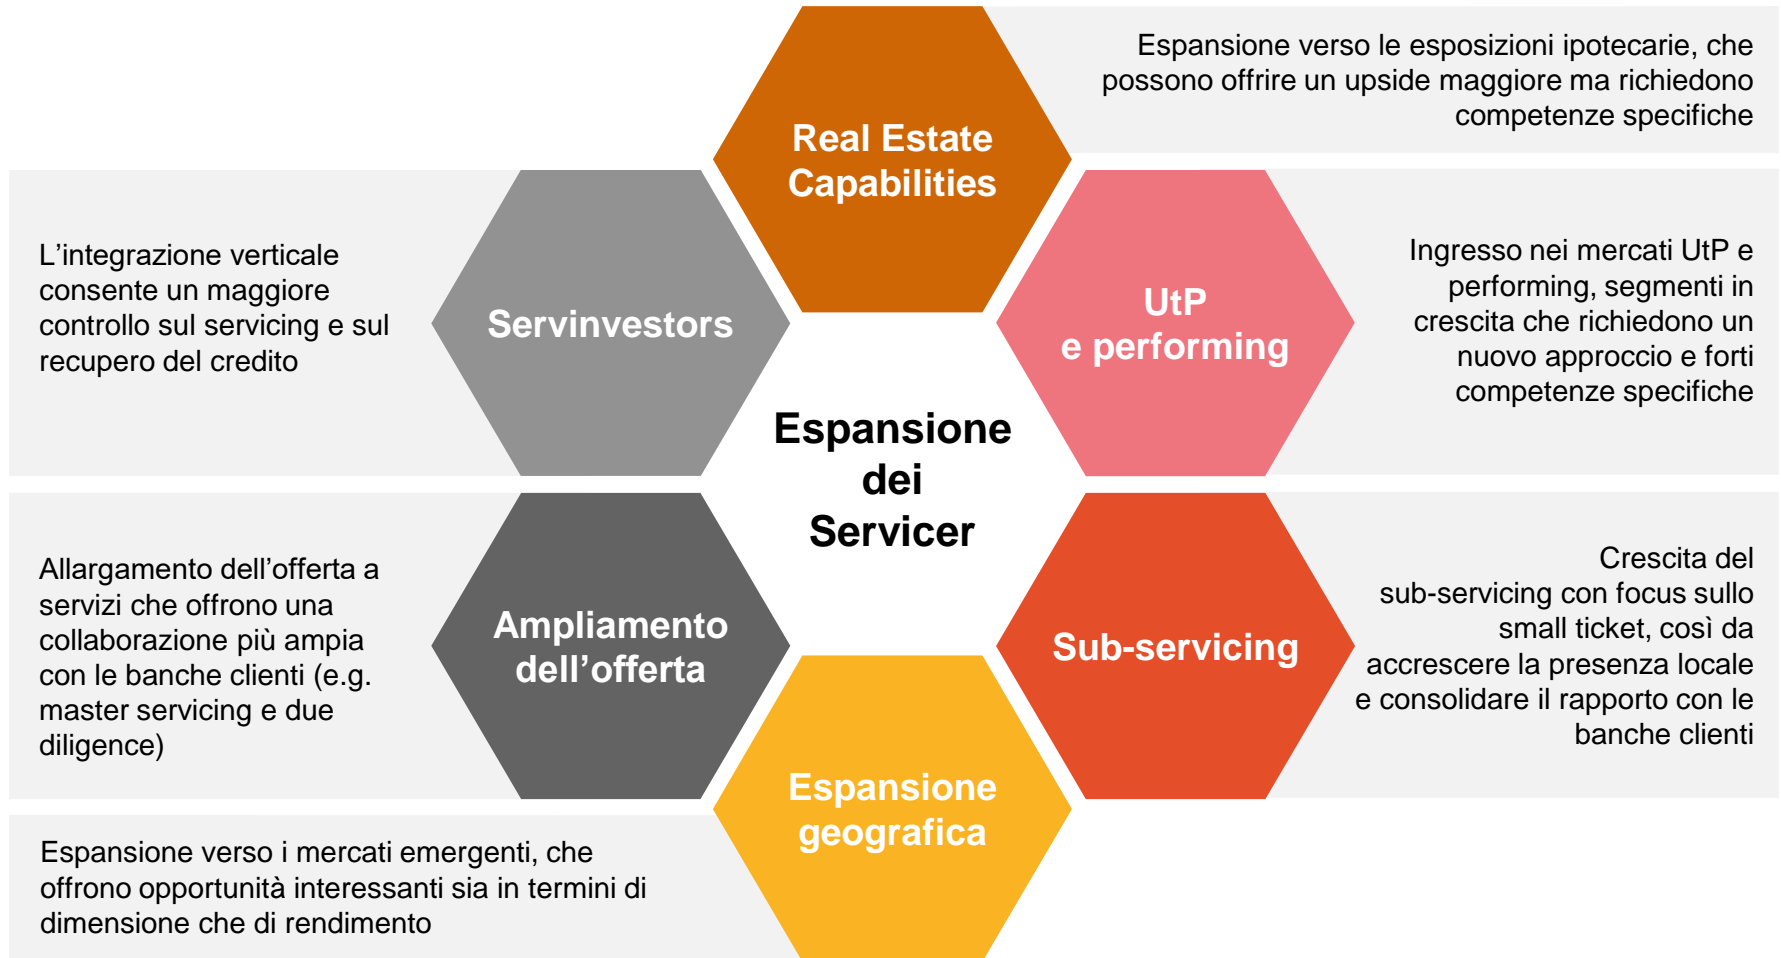 Real Estate
Capabilities
Espansione verso le esposizioni ipotecarie, che
possono offrire un upside maggiore ma richiedono
competenze specifiche
L’integrazione verticale
consente un maggiore
controllo sul servicing e sul
recupero del credito
Servinvestors
UtP
e performing
Ingresso nei mercati UtP e
performing, segmenti in
crescita che richiedono un
nuovo approccio e forti
competenze specifiche
Espansione
dei
Servicer
Allargamento dell’offerta a
servizi che offrono una
collaborazione più ampia
con le banche clienti (e.g.
master servicing e due
diligence)
Ampliamento
dell’offerta
Sub-servicing
Crescita del
sub-servicing con focus sullo
small ticket, così da
accrescere la presenza locale
e consolidare il rapporto con le
banche clienti
Espansione
geografica
Espansione verso i mercati emergenti, che
offrono opportunità interessanti sia in termini di
dimensione che di rendimento